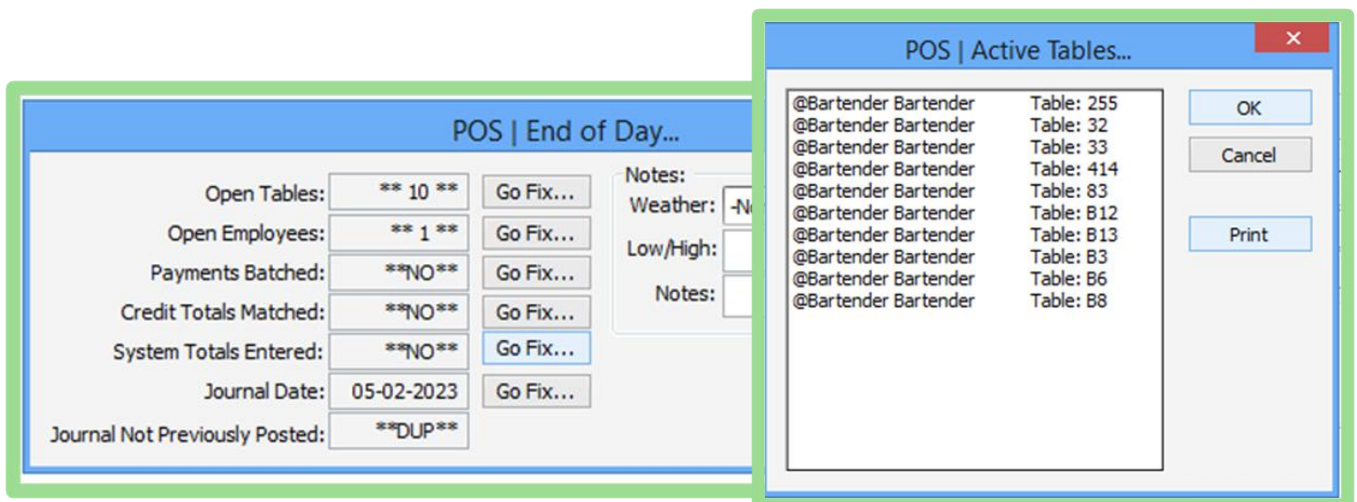 POS | End of Day...
Open Tables: ** 10 ** Go Fix...
Open Employees: ** 1 ** Go Fix...
Payments Batched: **NO** Go Fix...
Credit Totals Matched: **NO** Go Fix...
System Totals Entered: **NO** Go Fix...
Journal Date: 05-02-2023 Go Fix...
Journal Not Previously Posted: **DUP**
Notes:
Weather:
Low/High:
Notes:
POS | Active Tables...
@Bartender Bartender Table: 255
@Bartender Bartender Table: 32
@Bartender Bartender Table: 33
@Bartender Bartender Table: 414
@Bartender Bartender Table: 83
@Bartender Bartender Table: B12
@Bartender Bartender Table: B13
@Bartender Bartender Table: B3
@Bartender Bartender Table: B6
@Bartender Bartender Table: B8
OK
Cancel
Print